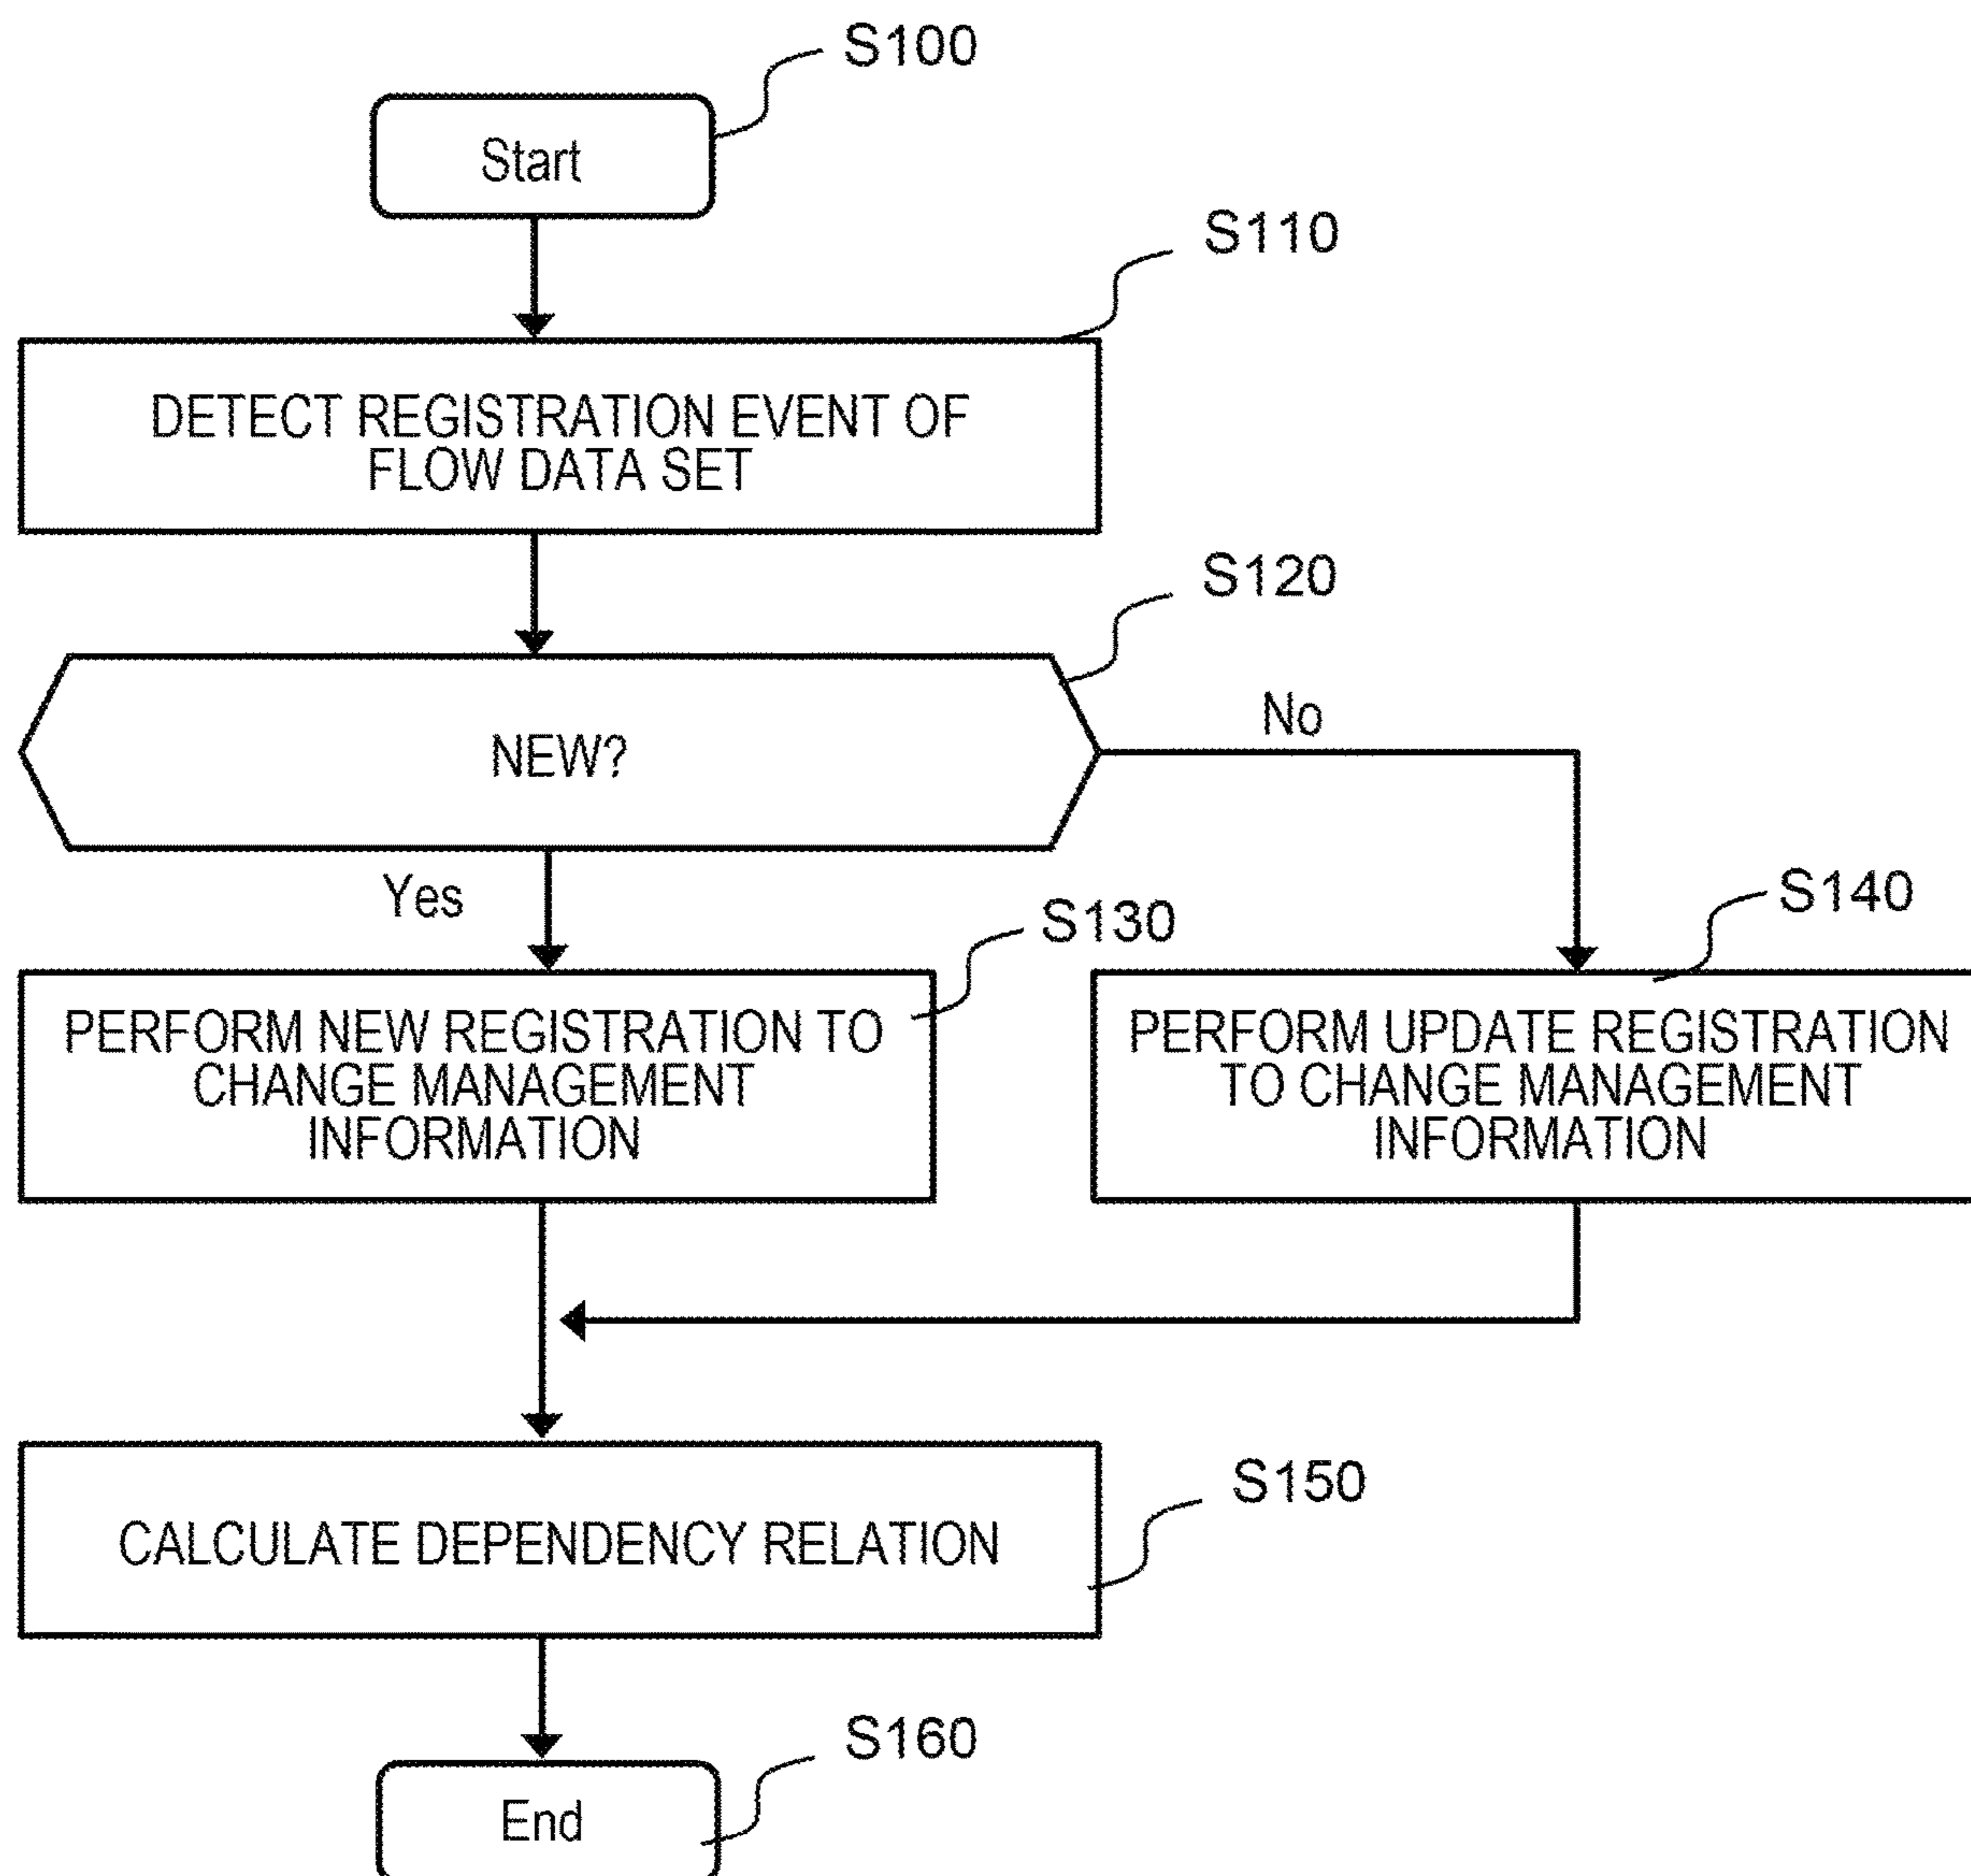 S100
Start
S110
DETECT REGISTRATION EVENT OF
FLOW DATA SET
S120
NEW?
No
Yes
S130
S140
PERFORM NEW REGISTRATION TO
CHANGE MANAGEMENT
INFORMATION
PERFORM UPDATE REGISTRATION
TO CHANGE MANAGEMENT
INFORMATION
S150
CALCULATE DEPENDENCY RELATION
S160
End